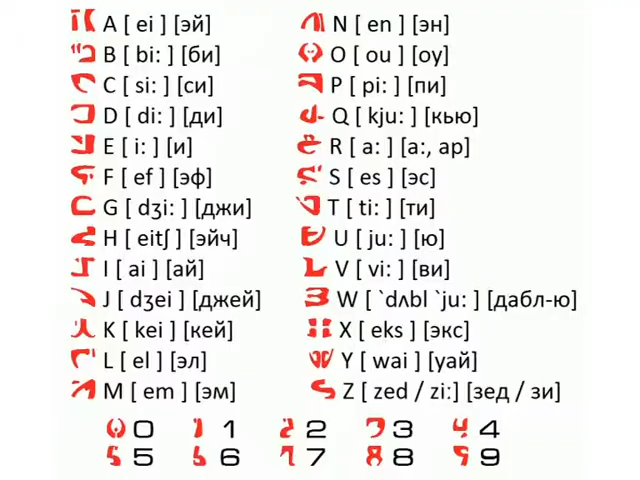 A [ ei ] [эй]
B [ bi: ] [би]
C [ si: ] [си]
D [ di: ] [ди]
E [ i: ] [и]
F [ ef ] [эф]
G [ dʒi: ] [джи]
H [ eitʃ ] [эйч]
I [ ai ] [ай]
J [ dʒei ] [джей]
K [ kei ] [кей]
L [ el ] [эл]
M [ em ] [эм]
N [ en ] [эн]
O [ ou ] [оу]
P [ pi: ] [пи]
Q [ kju: ] [кью]
R [ a: ] [а:, ар]
S [ es ] [эс]
T [ ti: ] [ти]
U [ ju: ] [ю]
V [ vi: ] [ви]
W [ `dʌbl `ju: ] [дабл-ю]
X [ eks ] [экс]
Y [ wai ] [уай]
Z [ zed / zi: ] [зед / зи]
0 1 2 3 4
5 6 7 8 9